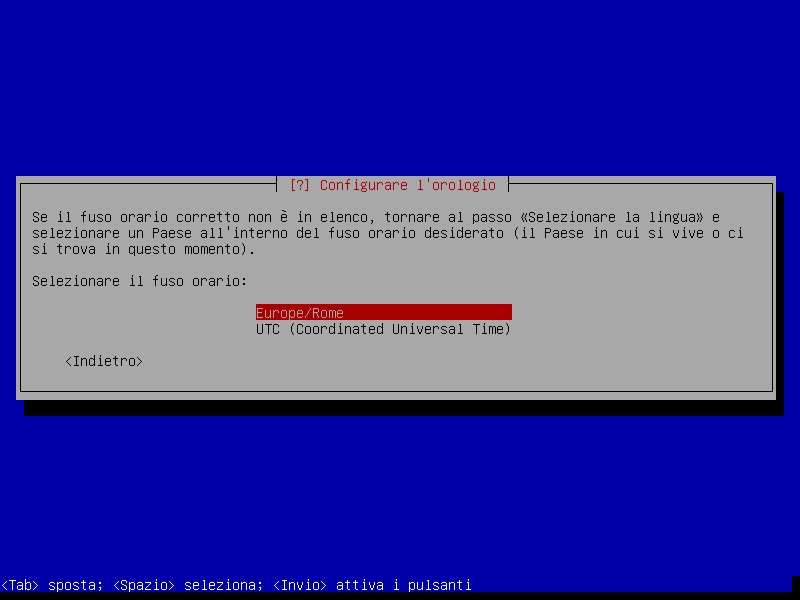 [?] Configurare l'orologio
Se il fuso orario corretto non è in elenco, tornare al passo «Selezionare la lingua» e
selezionare un Paese all'interno del fuso orario desiderato (il Paese in cui si vive o ci
si trova in questo momento).
Selezionare il fuso orario:
Europe/Rome
UTC (Coordinated Universal Time)
<Indietro>
<Tab> sposta; <Spazio> seleziona; <Invio> attiva i pulsanti